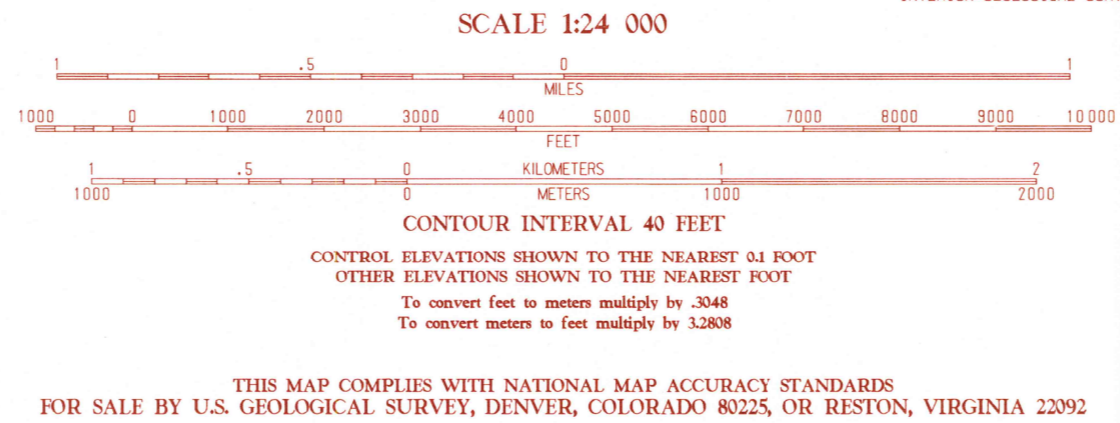 SCALE 1:24 000
1 .5 0 1
MILES
1000 0 1000 2000 3000 4000 5000 6000 7000 8000 9000 10 000
FEET
1 .5 0 KILOMETERS 1 2
1000 0 METERS 1000 2000
CONTOUR INTERVAL 40 FEET
CONTROL ELEVATIONS SHOWN TO THE NEAREST 0.1 FOOT
OTHER ELEVATIONS SHOWN TO THE NEAREST FOOT
To convert feet to meters multiply by .3048
To convert meters to feet multiply by 3.2808
THIS MAP COMPLIES WITH NATIONAL MAP ACCURACY STANDARDS
FOR SALE BY U.S. GEOLOGICAL SURVEY, DENVER, COLORADO 80225, OR RESTON, VIRGINIA 22092